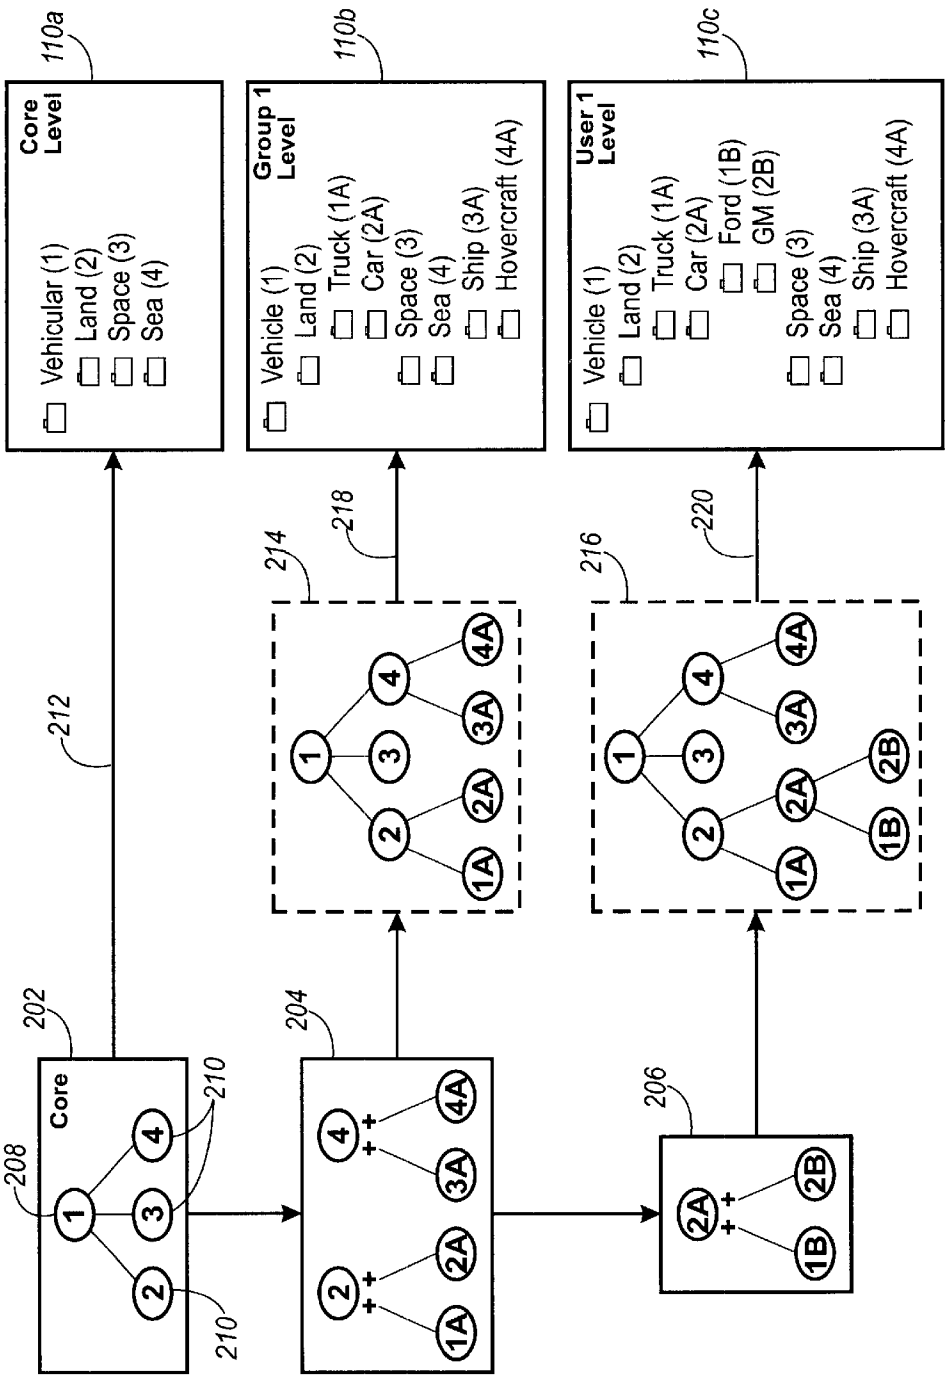 Core
1
2
3
4
202
208
210
210
212
Core
Level
Vehicular (1)
Land (2)
Space (3)
Sea (4)
110a
2
4
1A
2A
3A
4A
+ +
+ +
204
1
2
3
4
1A
2A
3A
4A
214
218
Group 1
Level
Vehicle (1)
Land (2)
Truck (1A)
Car (2A)
Space (3)
Sea (4)
Ship (3A)
Hovercraft (4A)
110b
2A
+ +
1B
2B
206
1
2
3
4
1A
2A
3A
4A
1B
2B
216
220
User 1
Level
Vehicle (1)
Land (2)
Truck (1A)
Car (2A)
Ford (1B)
GM (2B)
Space (3)
Sea (4)
Ship (3A)
Hovercraft (4A)
110c